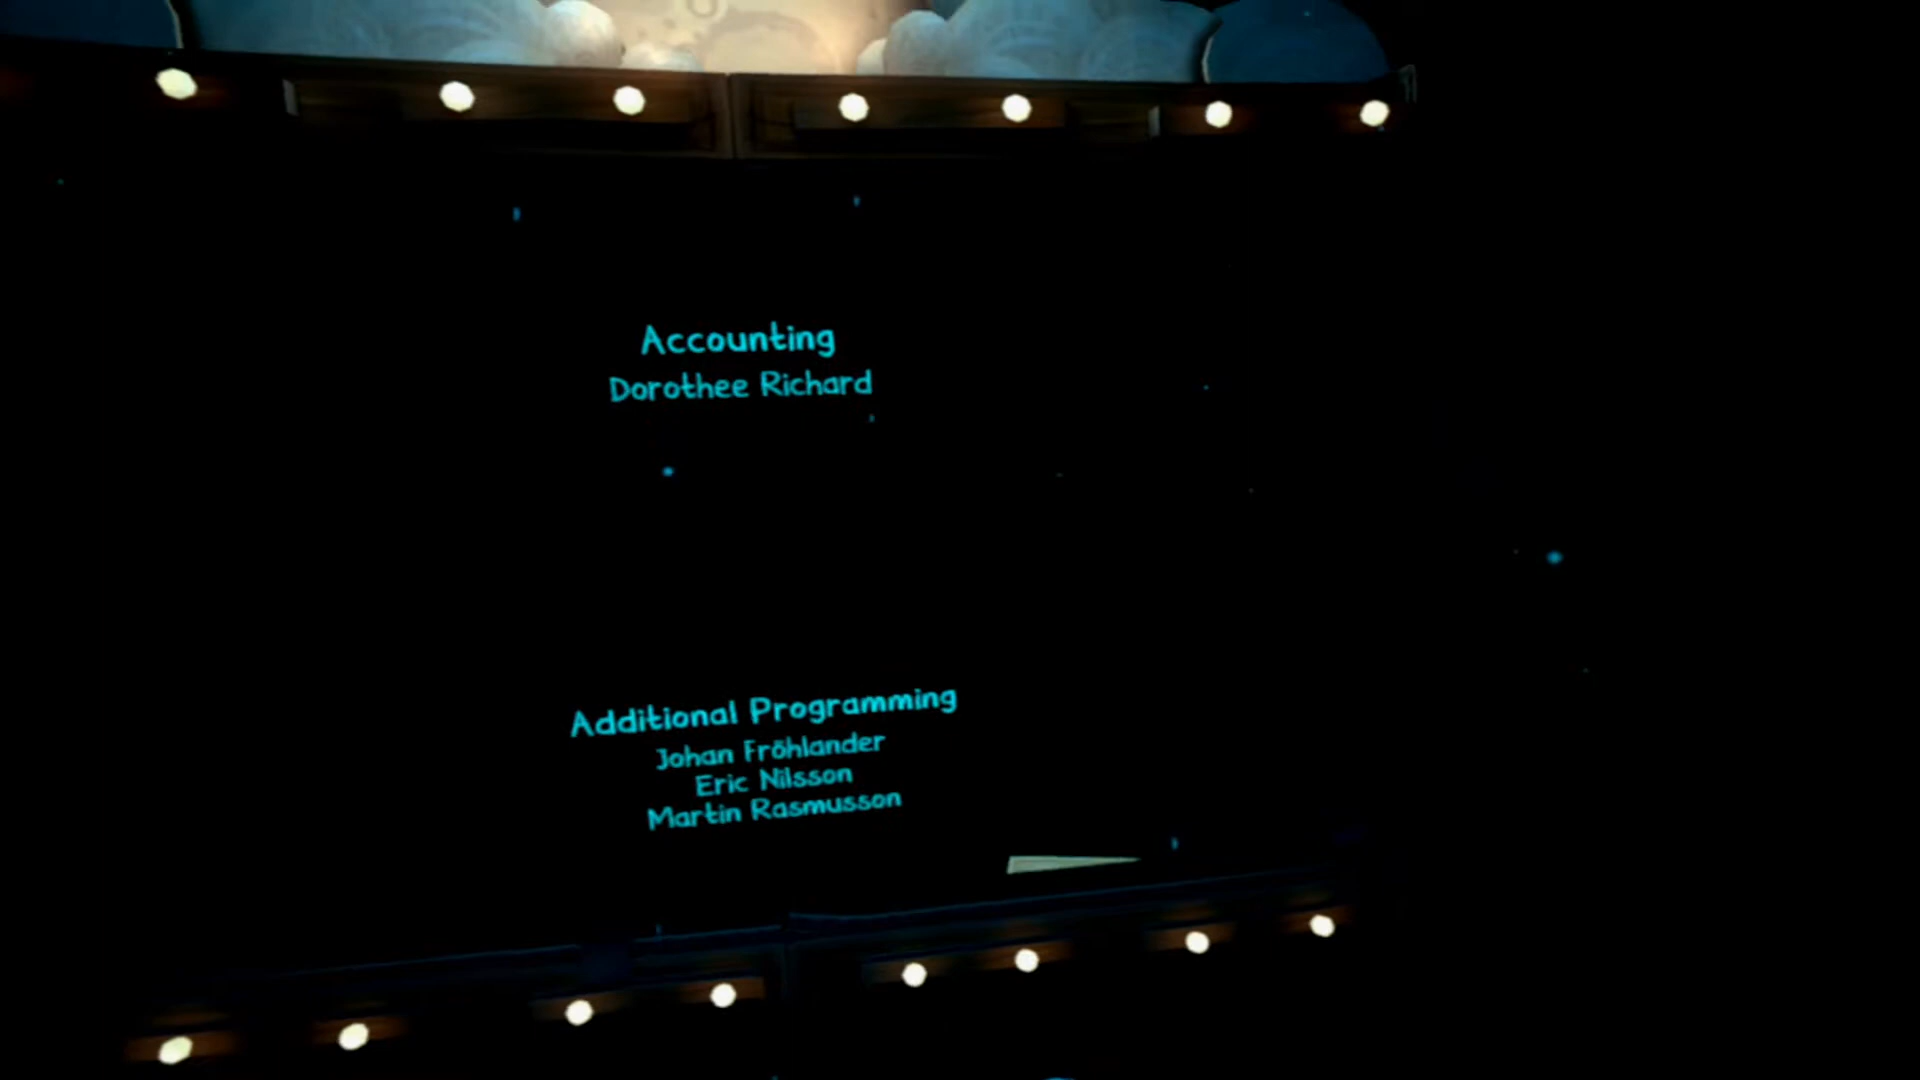 Accounting
Dorothee Richard
Additional Programming
Johan Fröhlander
Eric Nilsson
Martin Rasmusson